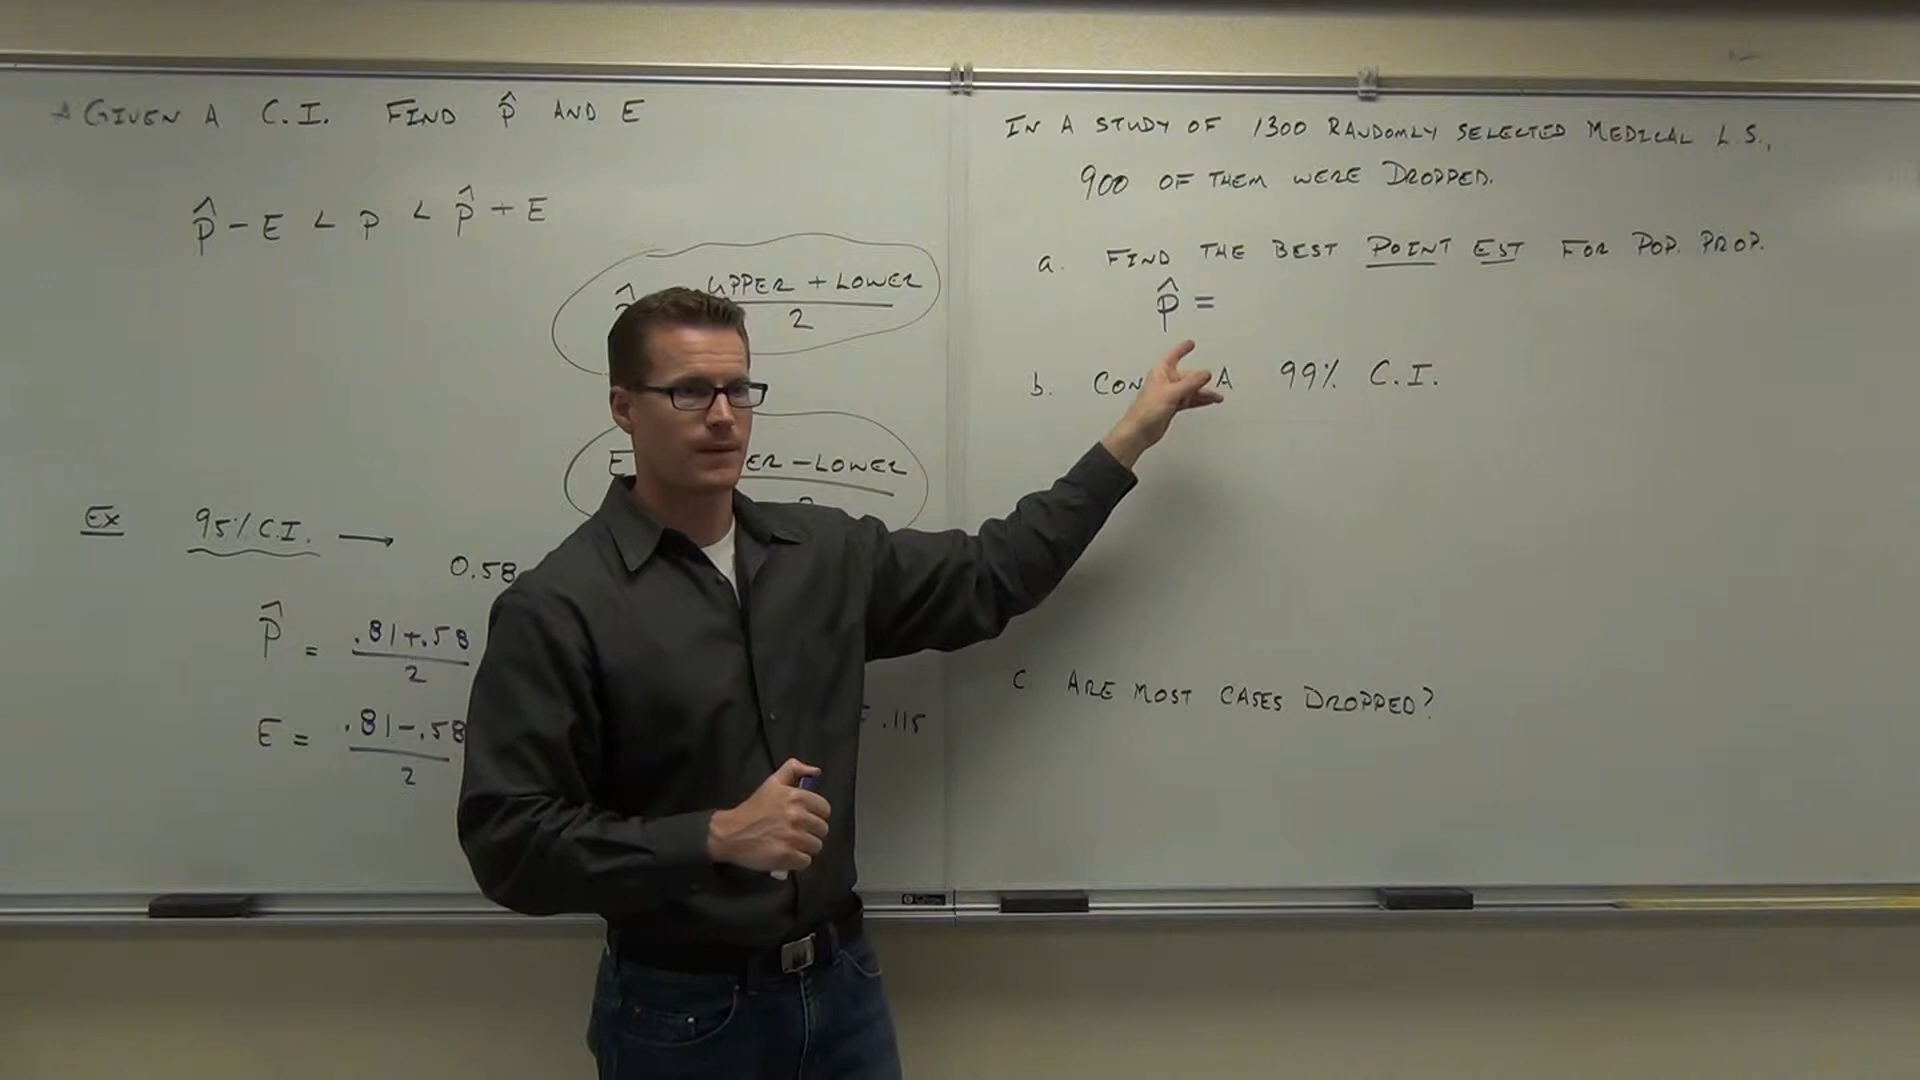 GIVEN A C.I. FIND p̂ AND E
p̂ - E < p < p̂ + E
UPPER + LOWER
2
E
ER - LOWER
Ex 95% C.I. → 0.58
p̂ = .81+.58
2
E = .81-.58
2
.115
IN A STUDY OF 1300 RANDOMLY SELECTED MEDICAL L.S.,
900 OF THEM WERE DROPPED.
a. FIND THE BEST POINT EST FOR POP. PROP.
p̂ =
b. CON A 99% C.I.
C ARE MOST CASES DROPPED?